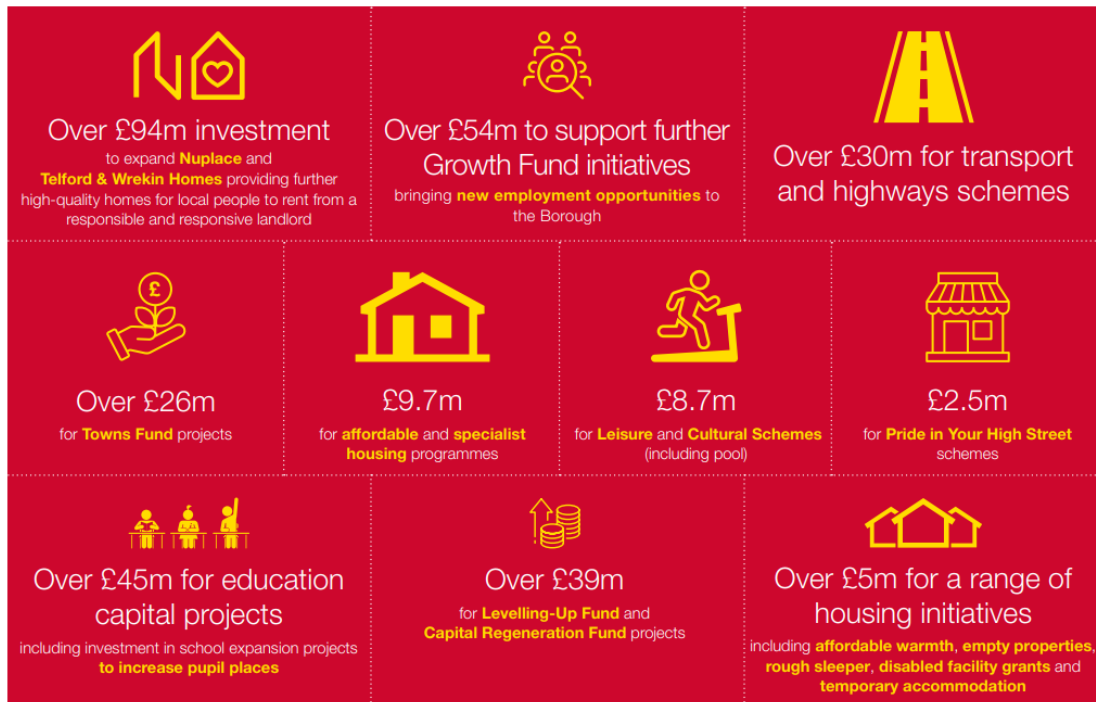 Over £94m investment
to expand Nuplace and
Telford & Wrekin Homes providing further
high-quality homes for local people to rent from a
responsible and responsive landlord
Over £54m to support further
Growth Fund initiatives
bringing new employment opportunities to
the Borough
Over £30m for transport
and highways schemes
£
Over £26m
for Towns Fund projects
£9.7m
for affordable and specialist
housing programmes
£8.7m
for Leisure and Cultural Schemes
(including pool)
£2.5m
for Pride in Your High Street
schemes
Over £45m for education
capital projects
including investment in school expansion projects
to increase pupil places
Over £39m
for Levelling-Up Fund and
Capital Regeneration Fund projects
Over £5m for a range of
housing initiatives
including affordable warmth, empty properties,
rough sleeper, disabled facility grants and
temporary accommodation